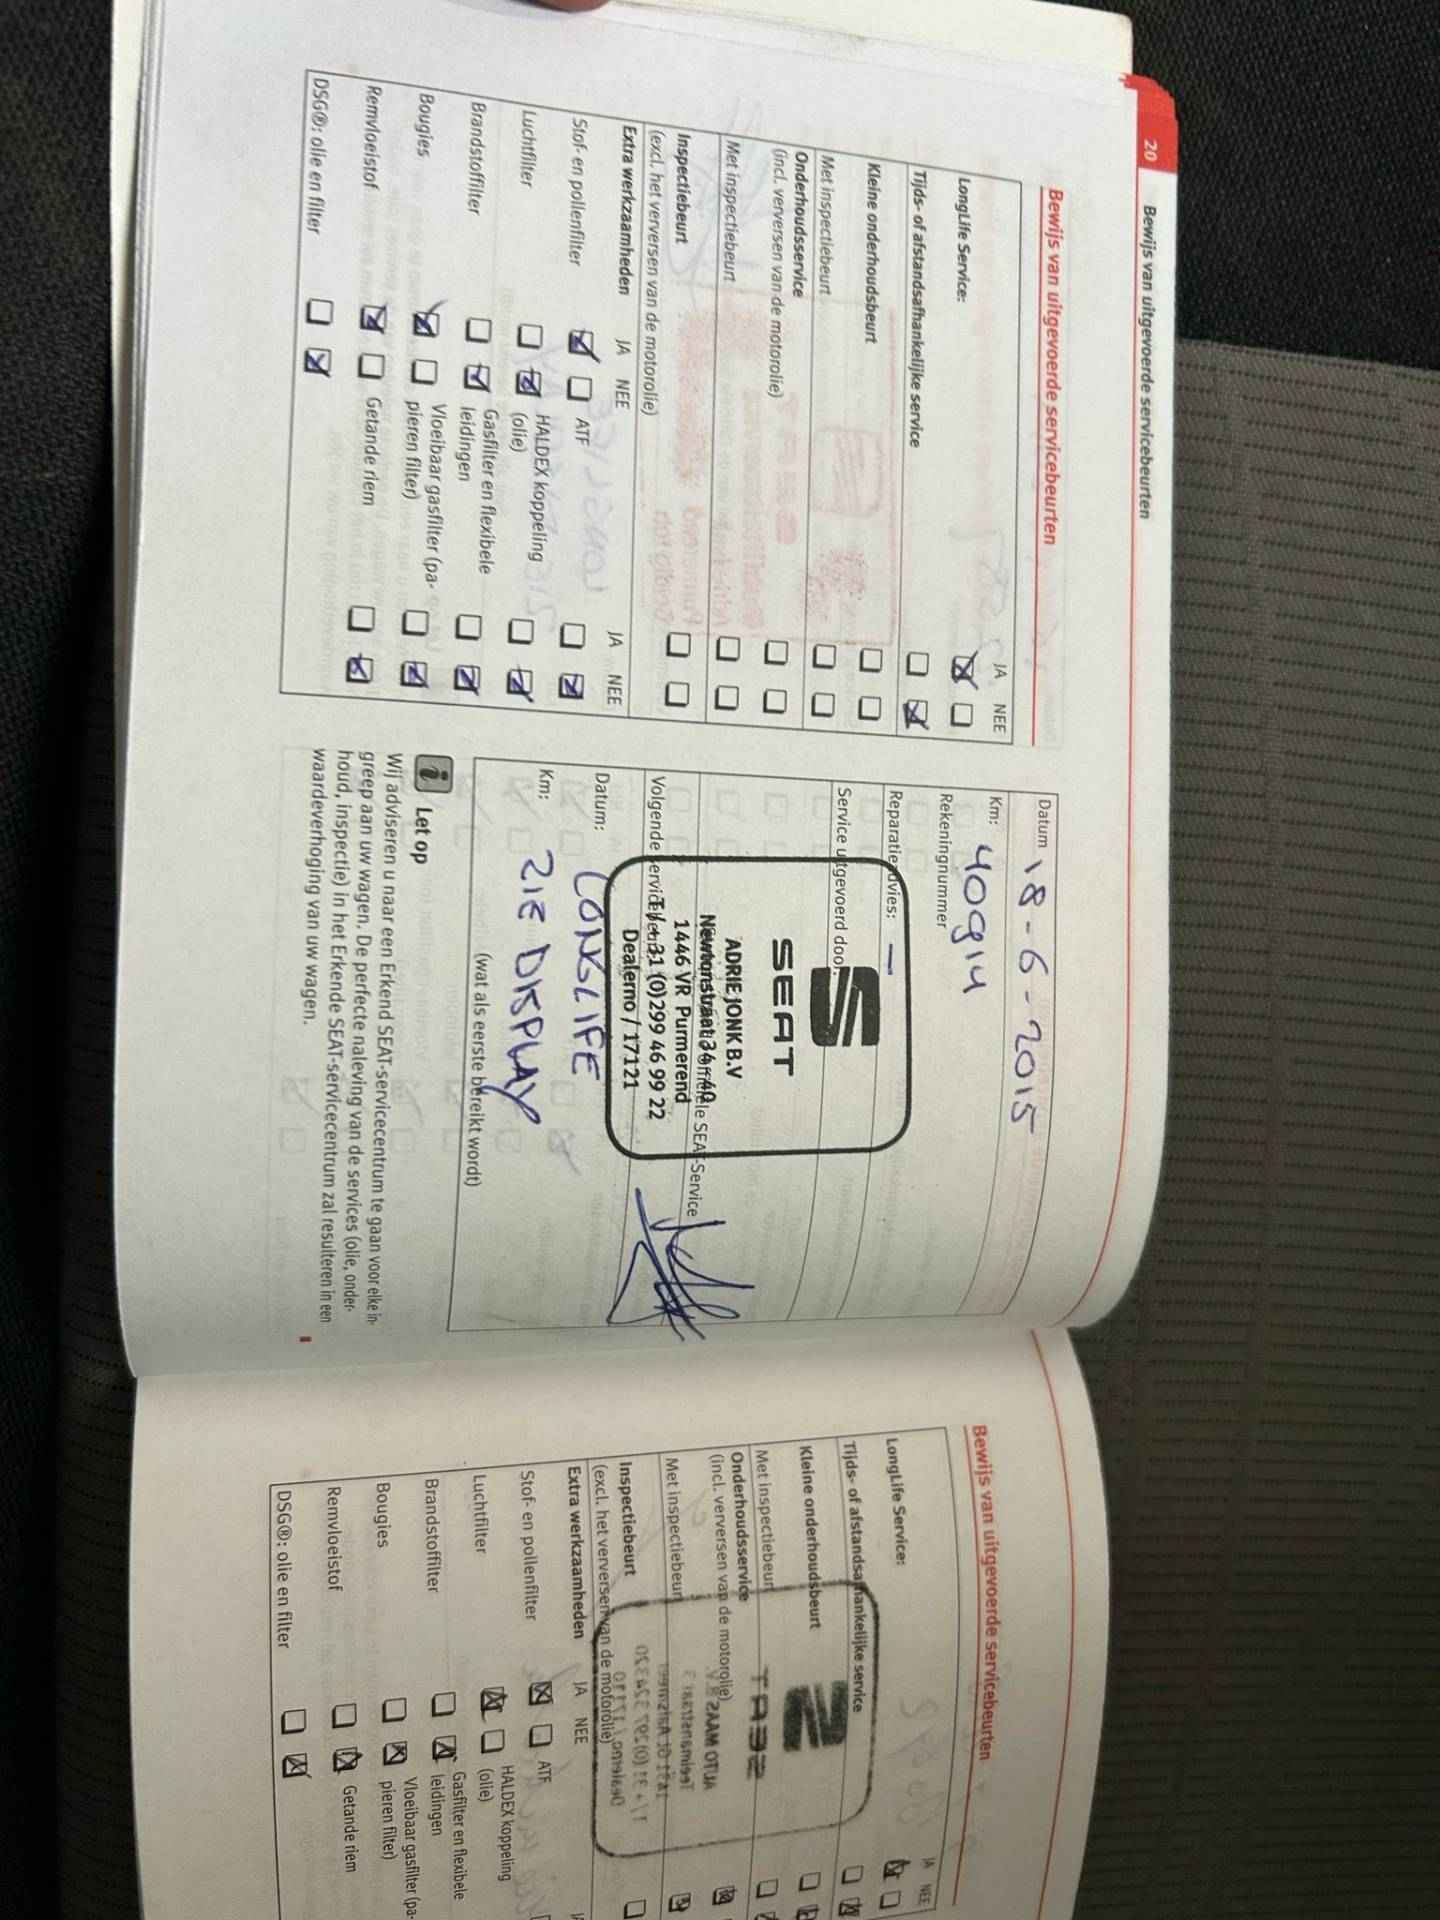 20
Bewijs van uitgevoerde servicebeurten
Bewijs van uitgevoerde servicebeurten
JA NEE
LongLife Service:
Tijds- of afstandsafhankelijke service
Kleine onderhoudsbeurt
Met inspectiebeurt
Onderhoudsservice
(incl. verversen van de motorolie)
Met inspectiebeurt
Inspectiebeurt
(excl. het verversen van de motorolie)
Extra werkzaamheden JA NEE JA NEE
Stof- en pollenfilter ATF
Luchtfilter HALDEX koppeling
(olie)
Brandstoffilter Gasfilter en flexibele
leidingen
Bougies Vloeibaar gasfilter (pa-
pieren filter)
Remvloeistof Getande riem
DSG®: olie en filter
Datum 18-6-2015
Km: 40914
Rekeningnummer
Reparatieadvies: —
Service uitgevoerd door:
SEAT
ADRIE JONK B.V
Newtonstraat 34-40
1446 VR Purmerend
T/+31 (0)299 46 99 22
Dealerno / 17121
SEAT-Service
Volgende service
Datum: LONGLIFE
Km: ZIE DISPLAY
(wat als eerste bereikt wordt)
i Let op
Wij adviseren u naar een Erkend SEAT-servicecentrum te gaan voor elke in-
greep aan uw wagen. De perfecte naleving van de services (olie, onder-
houd, inspectie) in het Erkende SEAT-servicecentrum zal resulteren in een
waardeverhoging van uw wagen.
Bewijs van uitgevoerde servicebeurten
JA NEE
LongLife Service:
Tijds- of afstandsafhankelijke service
Kleine onderhoudsbeurt
Met inspectiebeurt
Onderhoudsservice
(incl. verversen van de motorolie)
Met inspectiebeurt
Inspectiebeurt
(excl. het verversen van de motorolie)
Extra werkzaamheden JA NEE JA
Stof- en pollenfilter ATF
Luchtfilter HALDEX koppeling
(olie)
Brandstoffilter Gasfilter en flexibele
leidingen
Bougies Vloeibaar gasfilter (pa-
pieren filter)
Remvloeistof Getande riem
DSG®: olie en filter